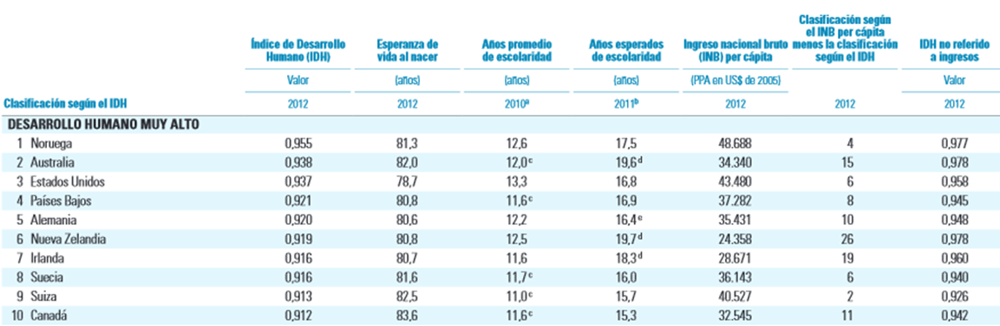 Índice de Desarrollo Humano (IDH) Esperanza de vida al nacer Años promedio de escolaridad Años esperados de escolaridad Ingreso nacional bruto (INB) per cápita Clasificación según el INB per cápita menos la clasificación según el IDH IDH no referido a ingresos
Valor (años) (años) (años) (PPA en US$ de 2005) Valor
Clasificación según el IDH 2012 2012 2010ª 2011ᵇ 2012 2012 2012
DESARROLLO HUMANO MUY ALTO
1 Noruega 0,955 81,3 12,6 17,5 48.688 4 0,977
2 Australia 0,938 82,0 12,0ᶜ 19,6ᵈ 34.340 15 0,978
3 Estados Unidos 0,937 78,7 13,3 16,8 43.480 6 0,958
4 Países Bajos 0,921 80,8 11,6ᶜ 16,9 37.282 8 0,945
5 Alemania 0,920 80,6 12,2 16,4ᵉ 35.431 10 0,948
6 Nueva Zelandia 0,919 80,8 12,5 19,7ᵈ 24.358 26 0,978
7 Irlanda 0,916 80,7 11,6 18,3ᵈ 28.671 19 0,960
8 Suecia 0,916 81,6 11,7ᶜ 16,0 36.143 6 0,940
9 Suiza 0,913 82,5 11,0ᶜ 15,7 40.527 2 0,926
10 Canadá 0,912 83,6 11,6ᶜ 15,3 32.545 11 0,942